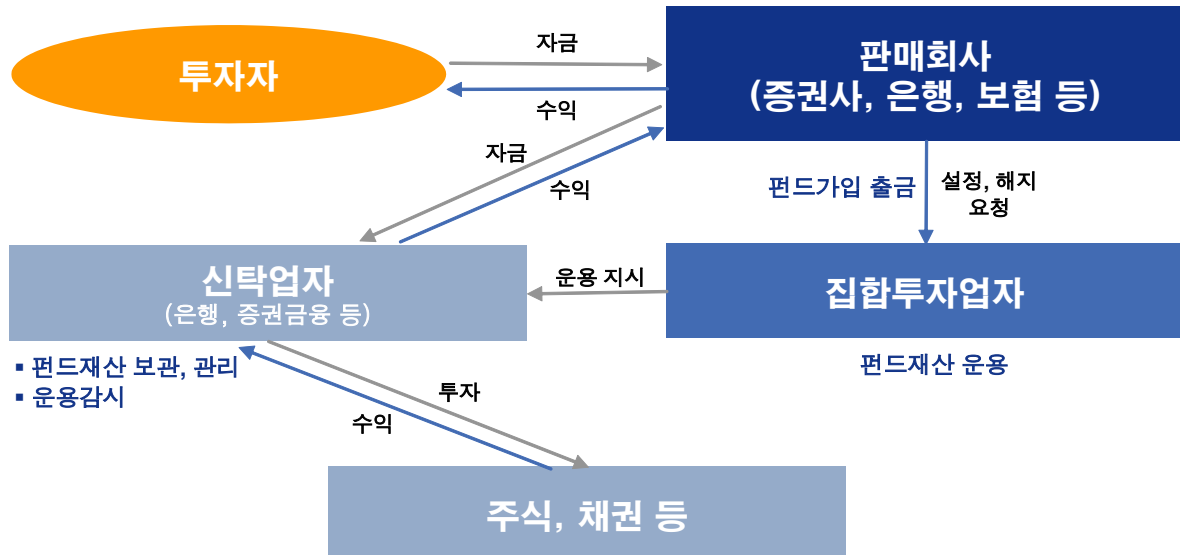 투자자
자금
수익
판매회사
(증권사, 은행, 보험 등)
자금
수익
펀드가입 출금
설정, 해지
요청
신탁업자
(은행, 증권금융 등)
운용 지시
집합투자업자
▪ 펀드재산 보관, 관리
▪ 운용감시
펀드재산 운용
투자
수익
주식, 채권 등